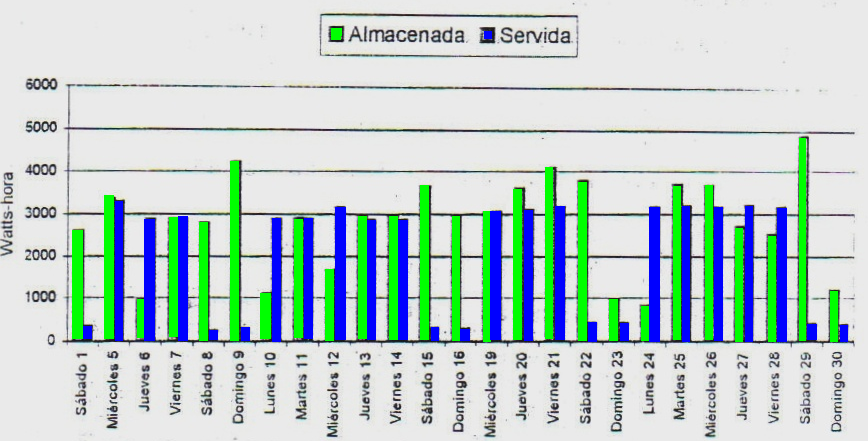 Almacenada Servida
6000
5000
4000
3000
2000
1000
0
Watts-hora
Sábado 1
Miércoles 5
Jueves 6
Viernes 7
Sábado 8
Domingo 9
Lunes 10
Martes 11
Miércoles 12
Jueves 13
Viernes 14
Sábado 15
Domingo 16
Miércoles 19
Jueves 20
Viernes 21
Sábado 22
Domingo 23
Lunes 24
Martes 25
Miércoles 26
Jueves 27
Viernes 28
Sábado 29
Domingo 30